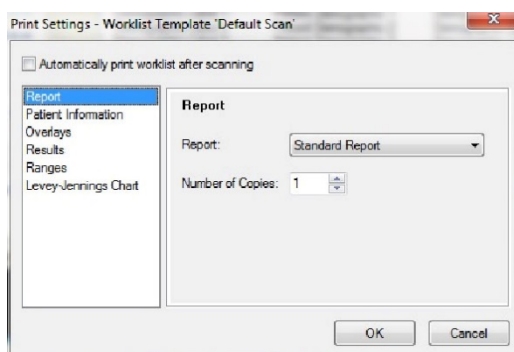 Print Settings - Worklist Template 'Default Scan'
Automatically print worklist after scanning
Report
Patient Information
Overlays
Results
Ranges
Levey-Jennings Chart
Report
Report: Standard Report
Number of Copies: 1
OK Cancel